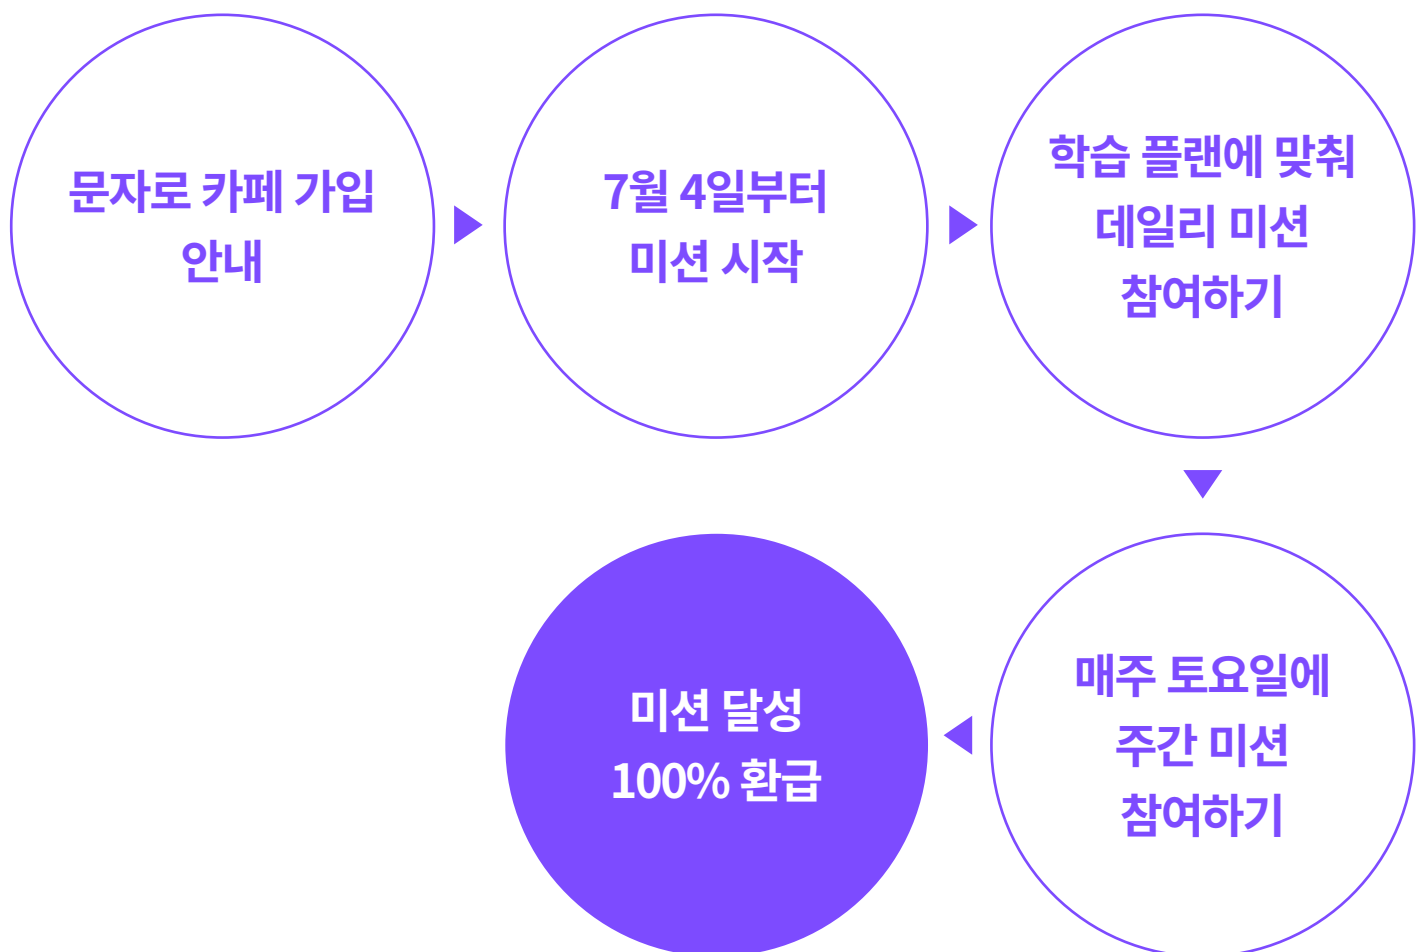 문자로 카페 가입
안내
7월 4일부터
미션 시작
학습 플랜에 맞춰
데일리 미션
참여하기
매주 토요일에
주간 미션
참여하기
미션 달성
100% 환급